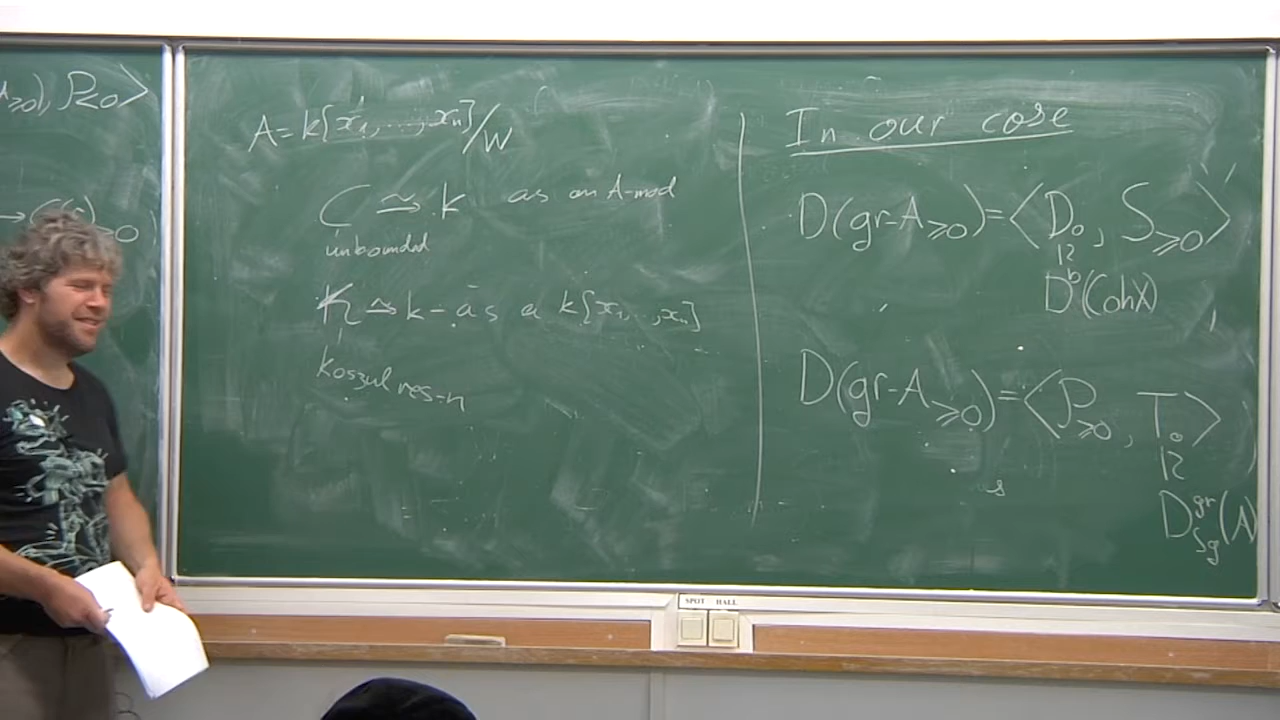 ≥0), P<0>
≥0
A = k[x₁,...,xₙ]/W
C ≃→ k as an A-mod
unbounded
K ≃→ k - as a k[x₁,...,xₙ]
Koszul res-n
In our case
D(gr-A≥0) = <D₀, S≥0>
D^b(Coh X)
D(gr-A≥0) = <P≥0, T₀>
D^gr_Sg(A)
SPOT HALL